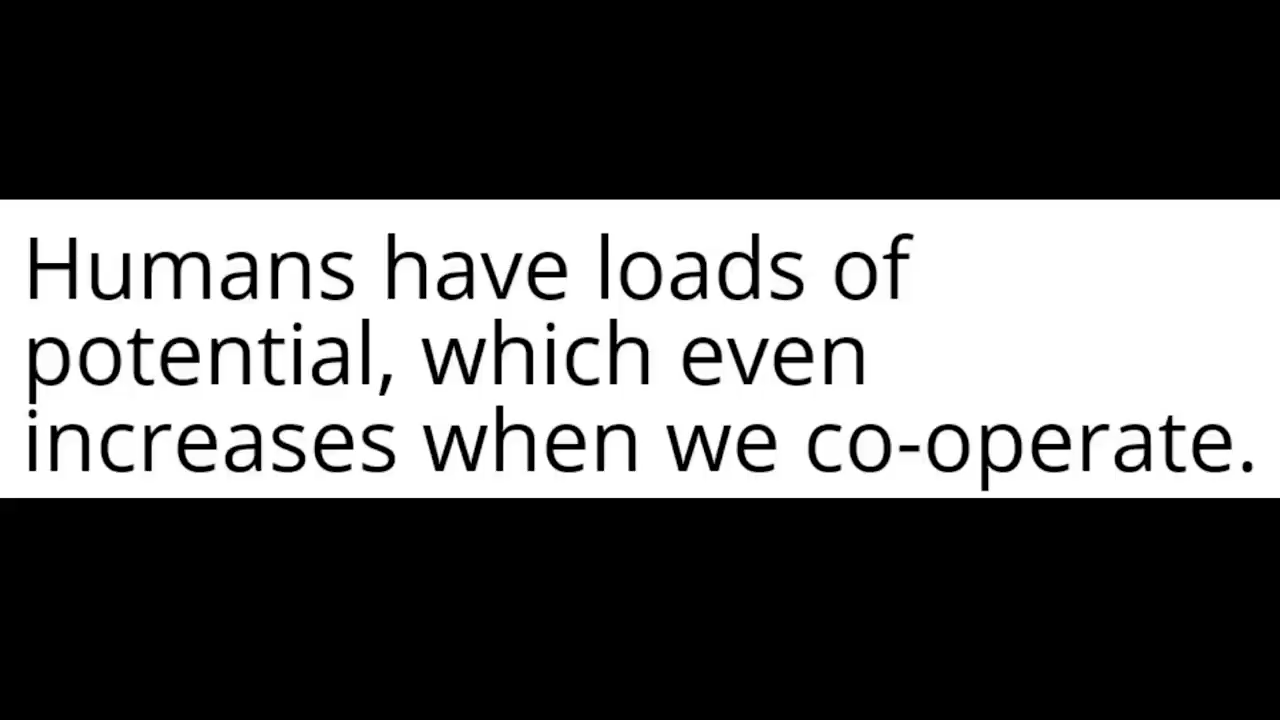 Humans have loads of
potential, which even
increases when we co-operate.